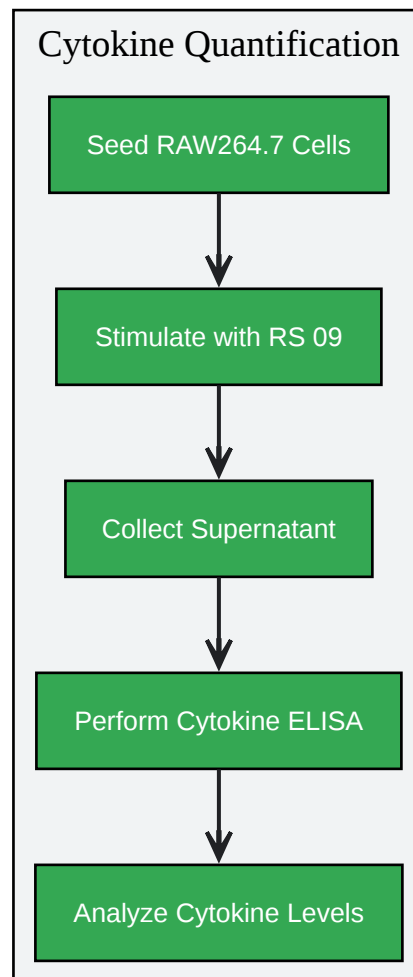 Cytokine Quantification
Seed RAW264.7 Cells
Stimulate with RS 09
Collect Supernatant
Perform Cytokine ELISA
Analyze Cytokine Levels